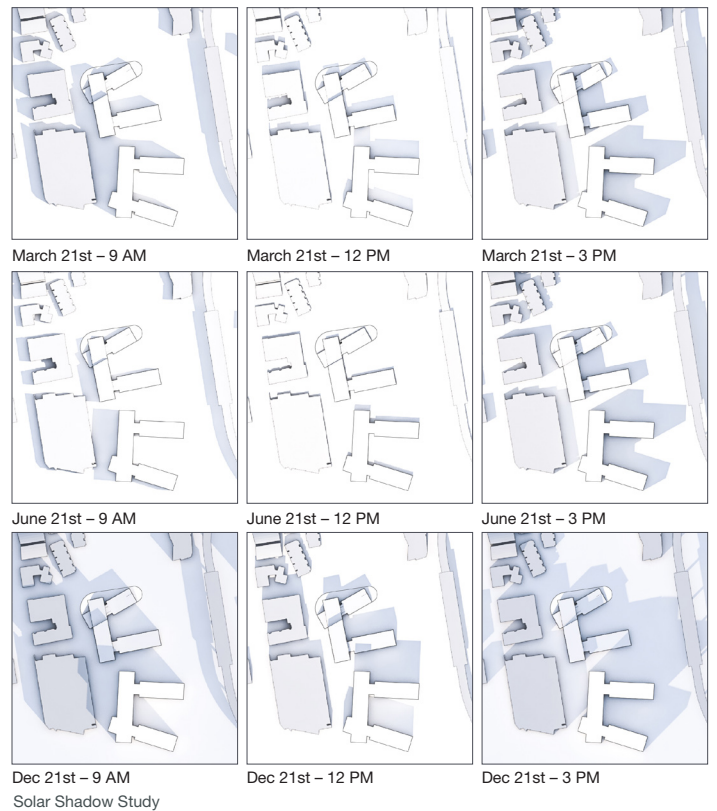 March 21st – 9 AM
March 21st – 12 PM
March 21st – 3 PM
June 21st – 9 AM
June 21st – 12 PM
June 21st – 3 PM
Dec 21st – 9 AM
Dec 21st – 12 PM
Dec 21st – 3 PM
Solar Shadow Study